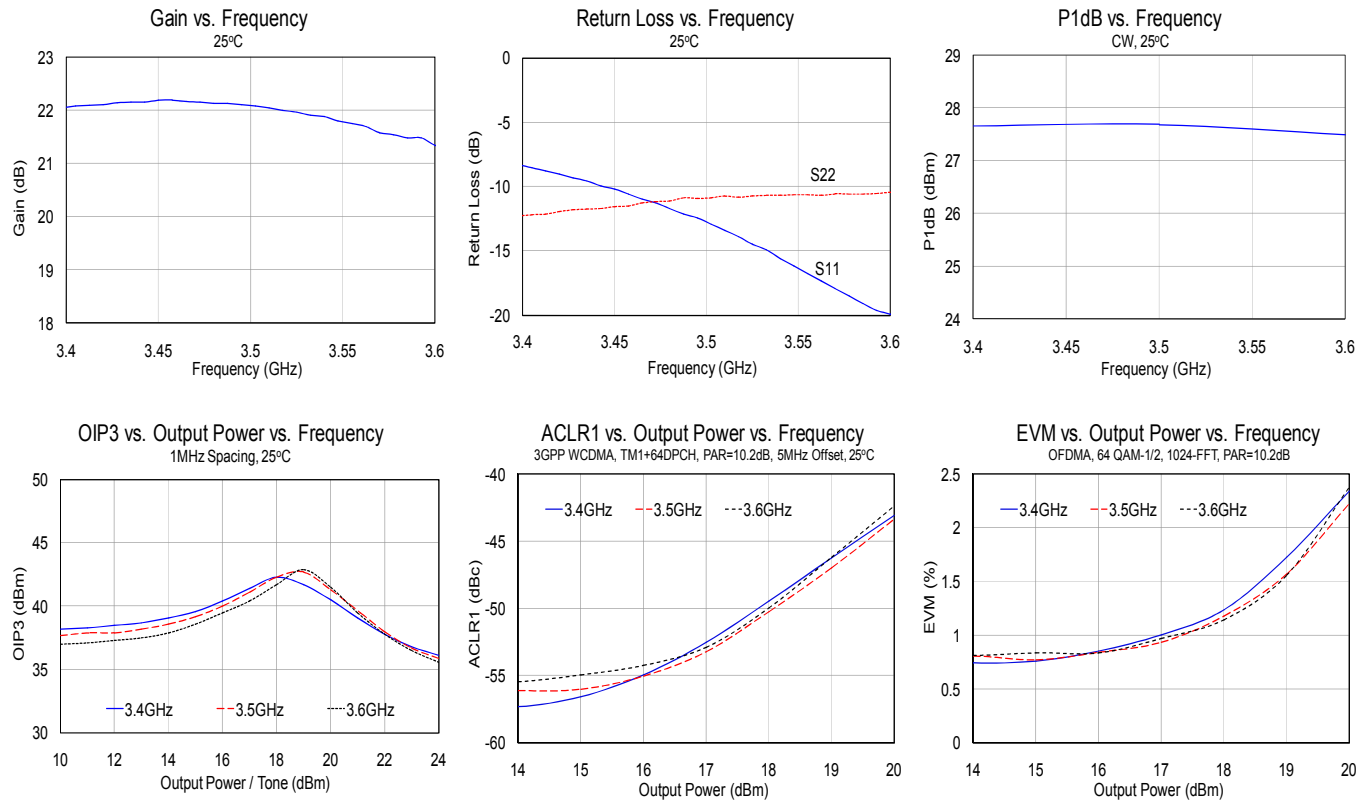 Gain vs. Frequency
25ºC
Gain (dB)
23
22
21
20
19
18
3.4
3.45
3.5
3.55
3.6
Frequency (GHz)
Return Loss vs. Frequency
25ºC
Return Loss (dB)
0
-5
-10
-15
-20
S22
S11
3.4
3.45
3.5
3.55
3.6
Frequency (GHz)
P1dB vs. Frequency
CW, 25ºC
P1dB (dBm)
29
28
27
26
25
24
3.4
3.45
3.5
3.55
3.6
Frequency (GHz)
OIP3 vs. Output Power vs. Frequency
1MHz Spacing, 25ºC
OIP3 (dBm)
50
45
40
35
30
3.4GHz 3.5GHz 3.6GHz
10
12
14
16
18
20
22
24
Output Power / Tone (dBm)
ACLR1 vs. Output Power vs. Frequency
3GPP WCDMA, TM1+64DPCH, PAR=10.2dB, 5MHz Offset, 25ºC
ACLR1 (dBc)
-40
-45
-50
-55
-60
3.4GHz 3.5GHz 3.6GHz
14
15
16
17
18
19
20
Output Power (dBm)
EVM vs. Output Power vs. Frequency
OFDMA, 64 QAM-1/2, 1024-FFT, PAR=10.2dB
EVM (%)
2.5
2
1.5
1
0.5
0
3.4GHz 3.5GHz 3.6GHz
14
15
16
17
18
19
20
Output Power (dBm)